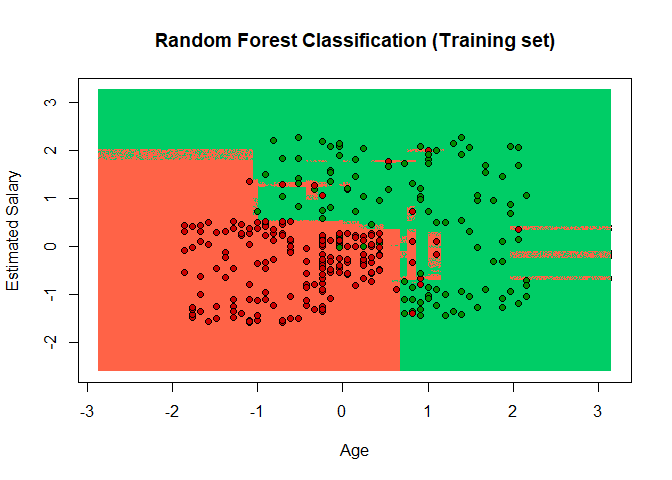 Random Forest Classification (Training set)
3
2
1
0
-1
-2
Estimated Salary
-3 -2 -1 0 1 2 3
Age